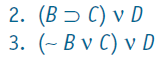 2. (B ⊃ C) v D
3. (~ B v C) v D